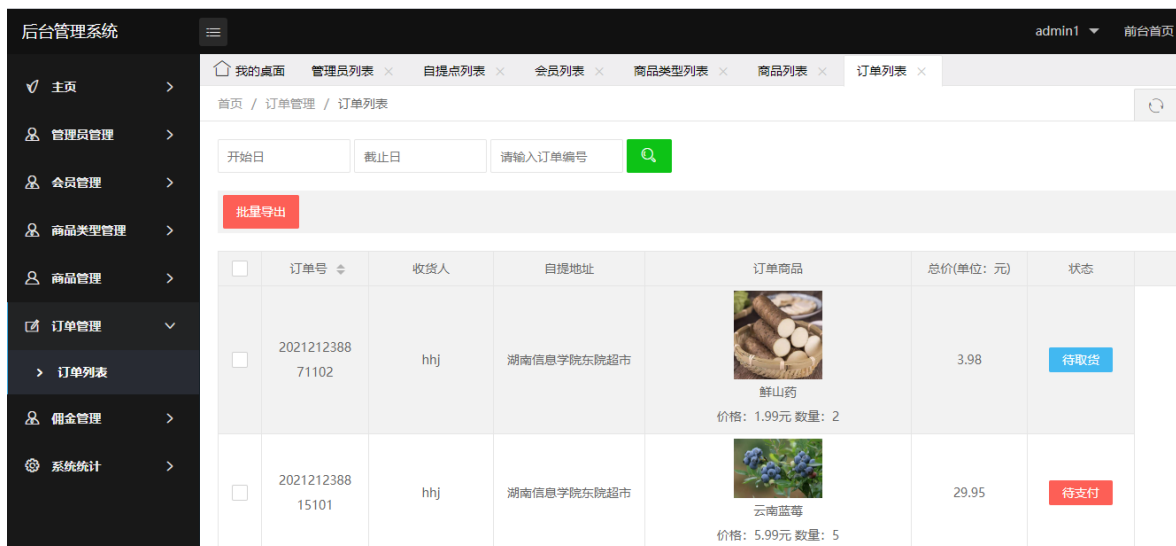 后台管理系统
admin1
前台首页
我的桌面
管理员列表
自提点列表
会员列表
商品类型列表
商品列表
订单列表
首页 / 订单管理 / 订单列表
主页
管理员管理
会员管理
商品类型管理
商品管理
订单管理
订单列表
佣金管理
系统统计
开始日
截止日
请输入订单编号
批量导出
订单号
收货人
自提地址
订单商品
总价(单位：元)
状态
2021212388
71102
hhj
湖南信息学院东院超市
鲜山药
价格：1.99元 数量：2
3.98
待取货
2021212388
15101
hhj
湖南信息学院东院超市
云南蓝莓
价格：5.99元 数量：5
29.95
待支付